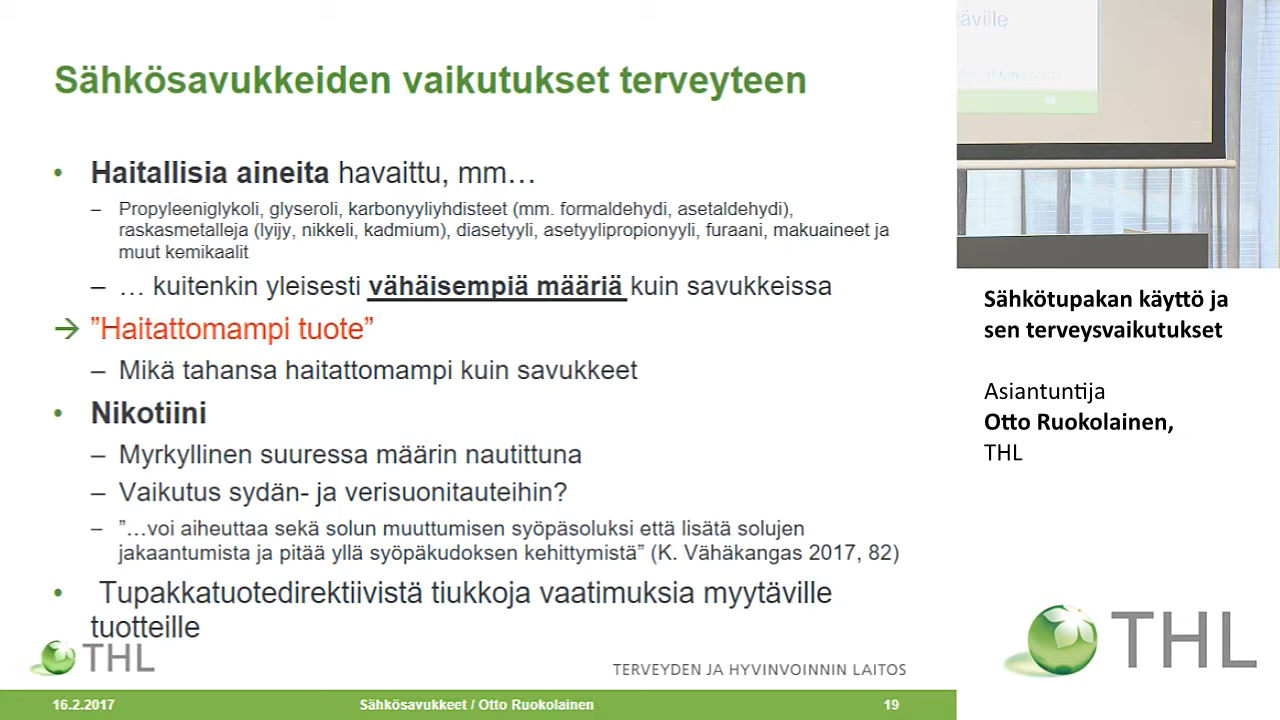 Sähkösavukkeiden vaikutukset terveyteen
• Haitallisia aineita havaittu, mm…
– Propyleeniglykoli, glyseroli, karbonyyliyhdisteet (mm. formaldehydi, asetaldehydi),
raskasmetalleja (lyijy, nikkeli, kadmium), diasetyyli, asetyylipropionyyli, furaani, makuaineet ja
muut kemikaalit
– … kuitenkin yleisesti vähäisempiä määriä kuin savukkeissa
→ ”Haitattomampi tuote”
– Mikä tahansa haitattomampi kuin savukkeet
• Nikotiini
– Myrkyllinen suuressa määrin nautittuna
– Vaikutus sydän- ja verisuonitauteihin?
– ”…voi aiheuttaa sekä solun muuttumisen syöpäsoluksi että lisätä solujen
jakaantumista ja pitää yllä syöpäkudoksen kehittymistä” (K. Vähäkangas 2017, 82)
• Tupakkatuotedirektiivistä tiukkoja vaatimuksia myytäville
tuotteille
THL
TERVEYDEN JA HYVINVOINNIN LAITOS
16.2.2017
Sähkösavukkeet / Otto Ruokolainen
19
äville
Sähkötupakan käyttö ja
sen terveysvaikutukset
Asiantuntija
Otto Ruokolainen,
THL
THL